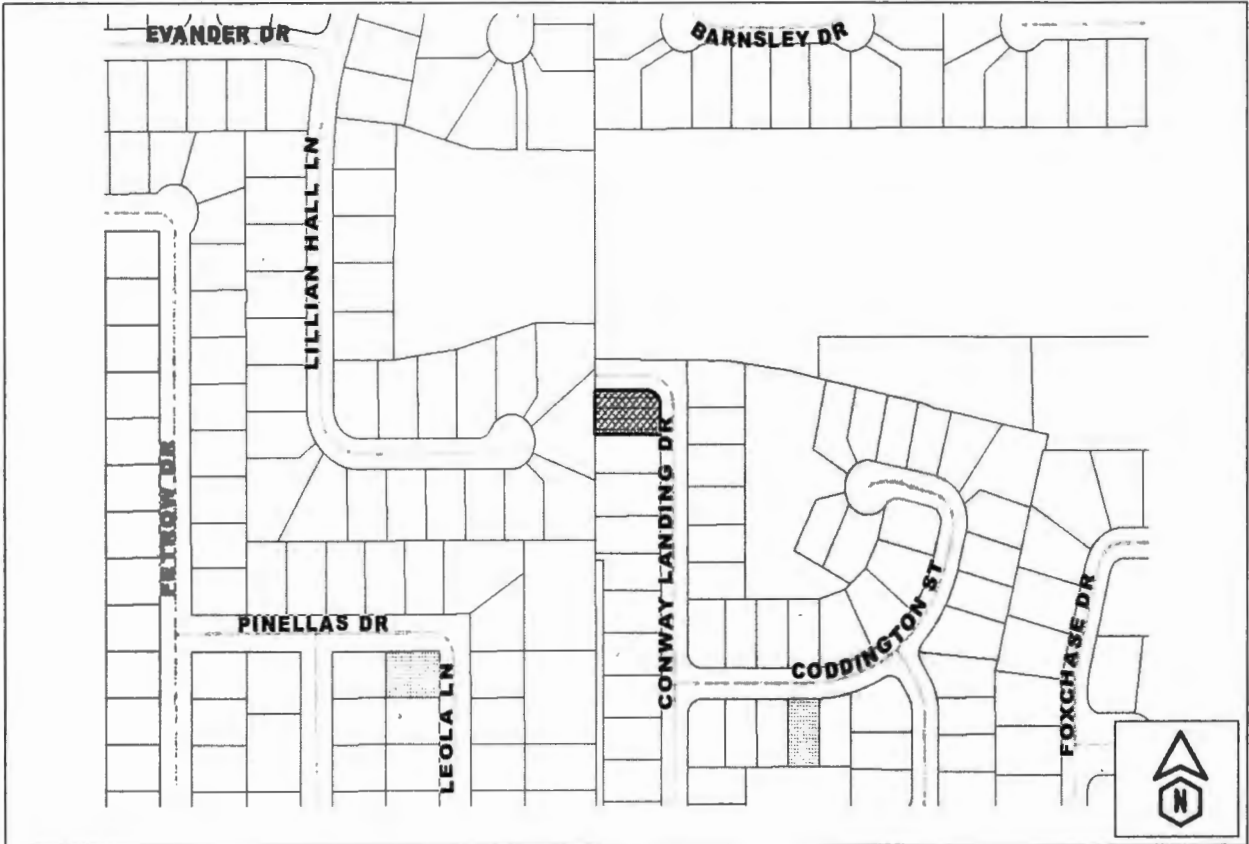 EVANDER DR
BARNSLEY DR
LILLIAN HALL LN
CONWAY LANDING DR
PINELLAS DR
LEOLA LN
CODDINGTON ST
FOXCHASE DR
N